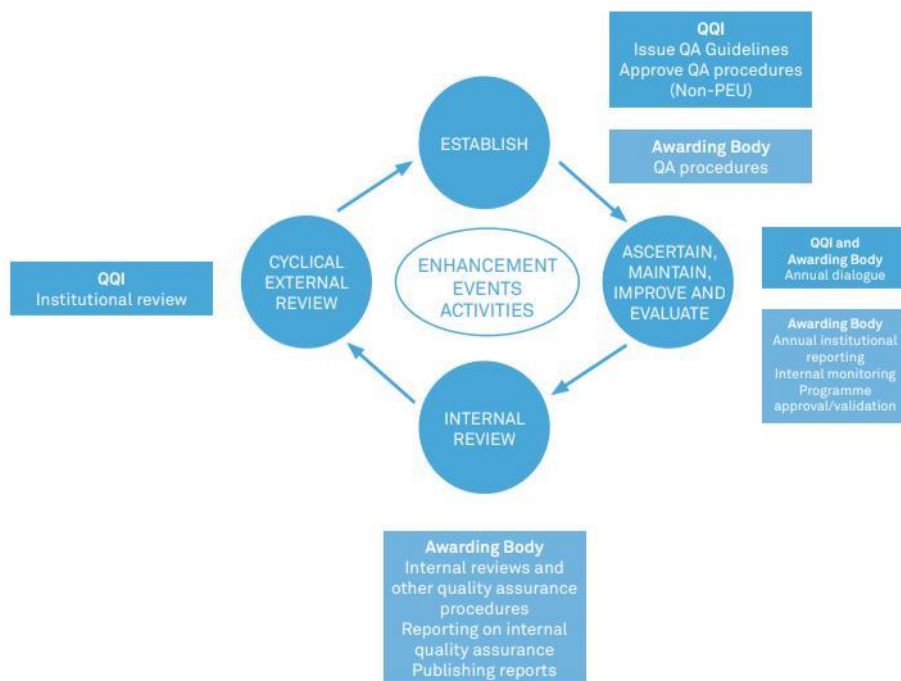 QQI
Issue QA Guidelines
Approve QA procedures
(Non-PEU)
ESTABLISH
Awarding Body
QA procedures
QQI
Institutional review
CYCLICAL
EXTERNAL
REVIEW
ENHANCEMENT
EVENTS
ACTIVITIES
ASCERTAIN,
MAINTAIN,
IMPROVE AND
EVALUATE
QQI and
Awarding Body
Annual dialogue
Awarding Body
Annual institutional
reporting
Internal monitoring
Programme
approval/validation
INTERNAL
REVIEW
Awarding Body
Internal reviews and
other quality assurance
procedures
Reporting on internal
quality assurance
Publishing reports